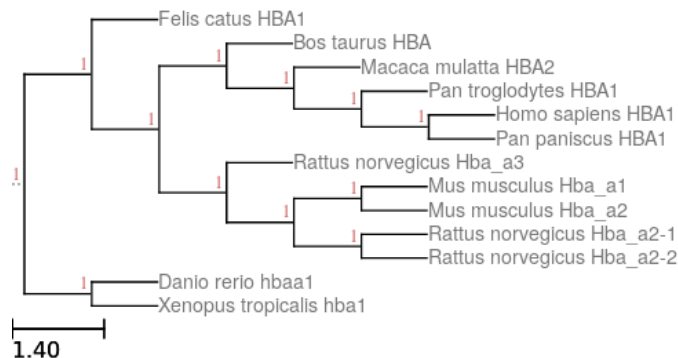 Felis catus HBA1
1
Bos taurus HBA
1
Macaca mulatta HBA2
1
1
Pan troglodytes HBA1
1
Homo sapiens HBA1
1
Pan paniscus HBA1
Rattus norvegicus Hba_a3
1
1
Mus musculus Hba_a1
1
1
Mus musculus Hba_a2
Rattus norvegicus Hba_a2-1
1
Rattus norvegicus Hba_a2-2
Danio rerio hbaa1
1
Xenopus tropicalis hba1
1.40